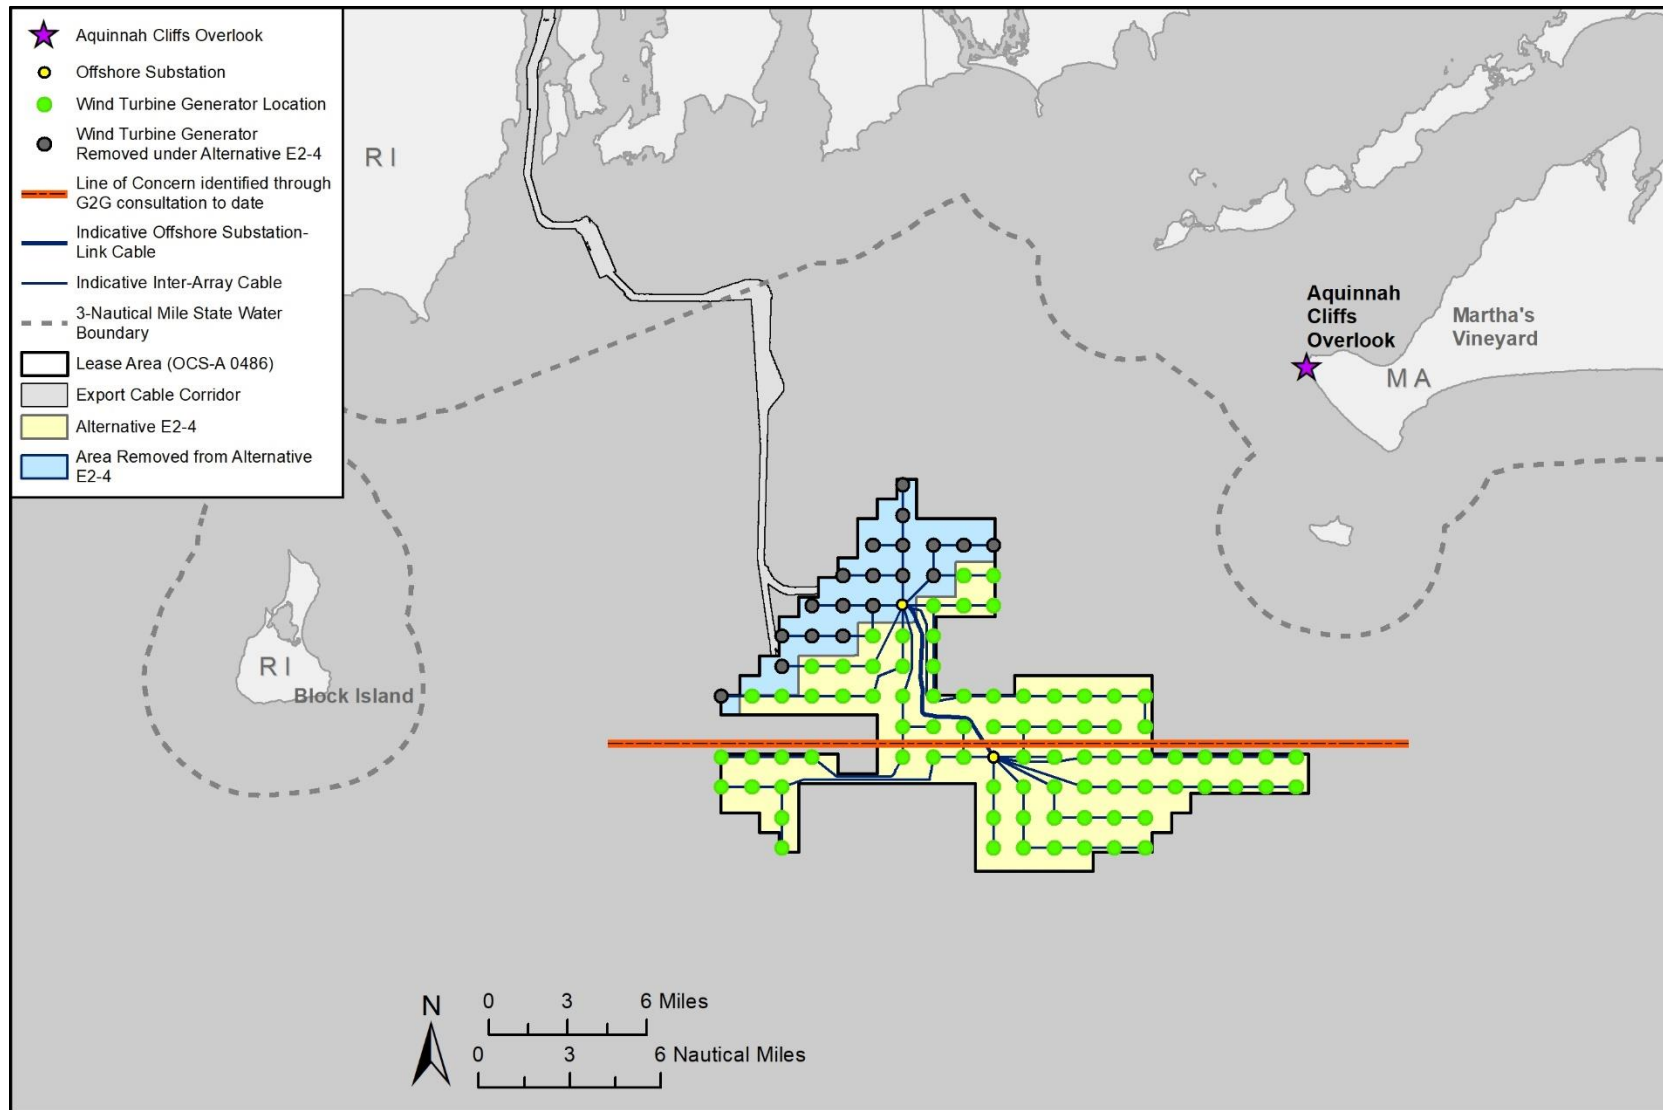 Aquinnah Cliffs Overlook
Offshore Substation
Wind Turbine Generator Location
Wind Turbine Generator
Removed under Alternative E2-4
Line of Concern identified through
G2G consultation to date
Indicative Offshore Substation-
Link Cable
Indicative Inter-Array Cable
3-Nautical Mile State Water
Boundary
Lease Area (OCS-A 0486)
Export Cable Corridor
Alternative E2-4
Area Removed from Alternative
E2-4
RI
Aquinnah
Cliffs
Overlook
Martha's
Vineyard
MA
RI
Block Island
N
0 3 6 Miles
0 3 6 Nautical Miles